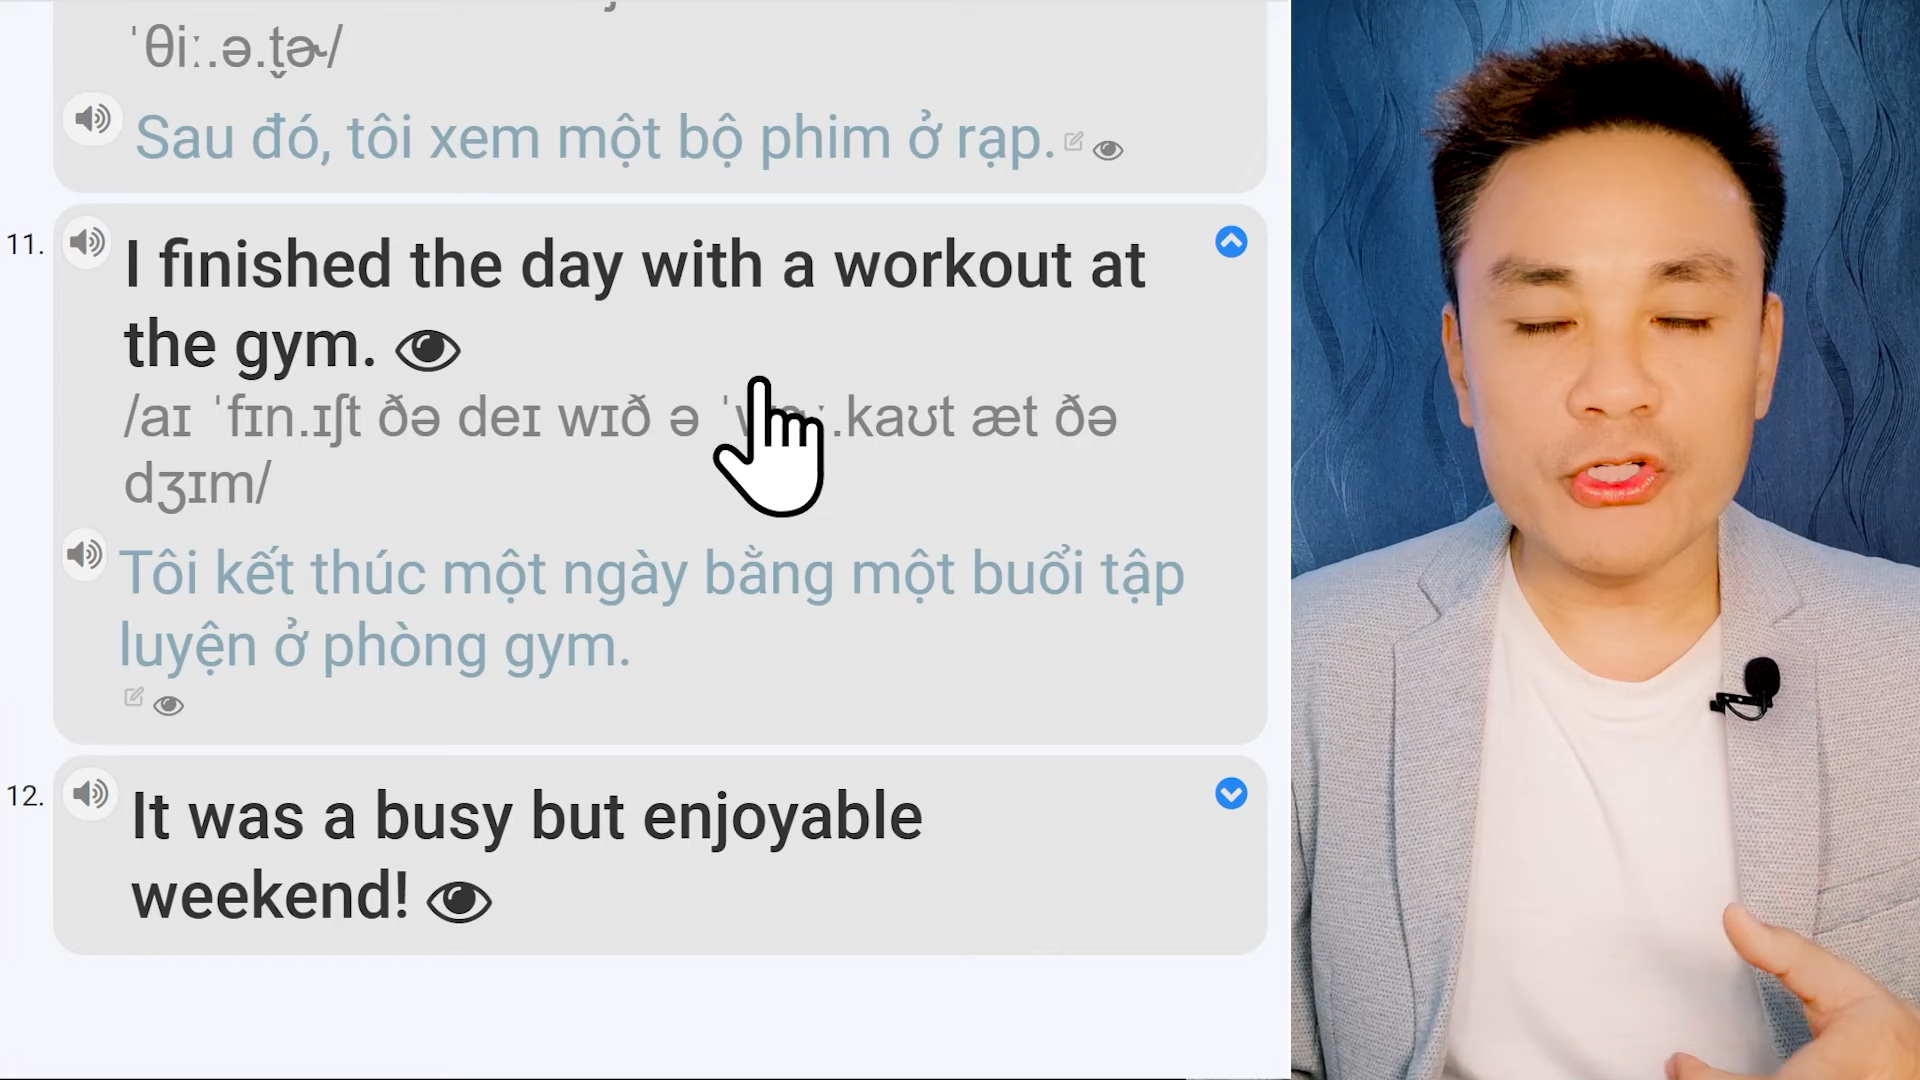 ˈθiː.ə.t̬ɚ/
Sau đó, tôi xem một bộ phim ở rạp.
11.
I finished the day with a workout at
the gym.
/aɪ ˈfɪn.ɪʃt ðə deɪ wɪð ə .kaʊt æt ðə
dʒɪm/
Tôi kết thúc một ngày bằng một buổi tập
luyện ở phòng gym.
12.
It was a busy but enjoyable
weekend!